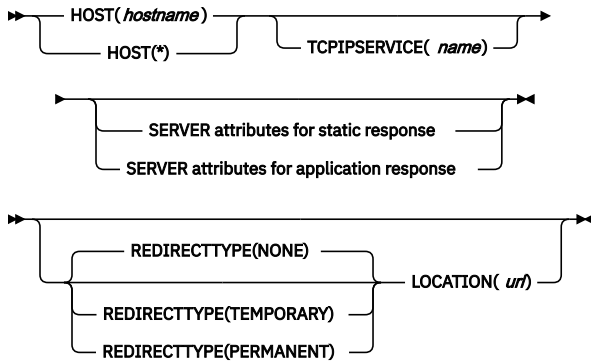 HOST(hostname)
HOST(*)
TCPIPSERVICE( name)
SERVER attributes for static response
SERVER attributes for application response
REDIRECTTYPE(NONE)
LOCATION( url)
REDIRECTTYPE(TEMPORARY)
REDIRECTTYPE(PERMANENT)